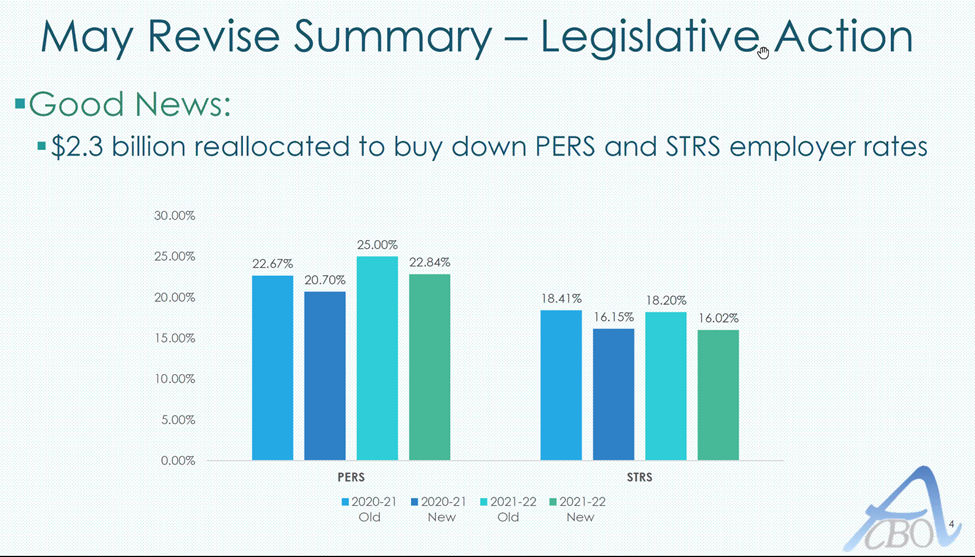 May Revise Summary – Legislative Action
Good News:
$2.3 billion reallocated to buy down PERS and STRS employer rates
30.00%
25.00%
20.00%
15.00%
10.00%
5.00%
0.00%
22.67%
20.70%
25.00%
22.84%
18.41%
16.15%
18.20%
16.02%
PERS
STRS
2020-21 Old
2020-21 New
2021-22 Old
2021-22 New
ACBO
4